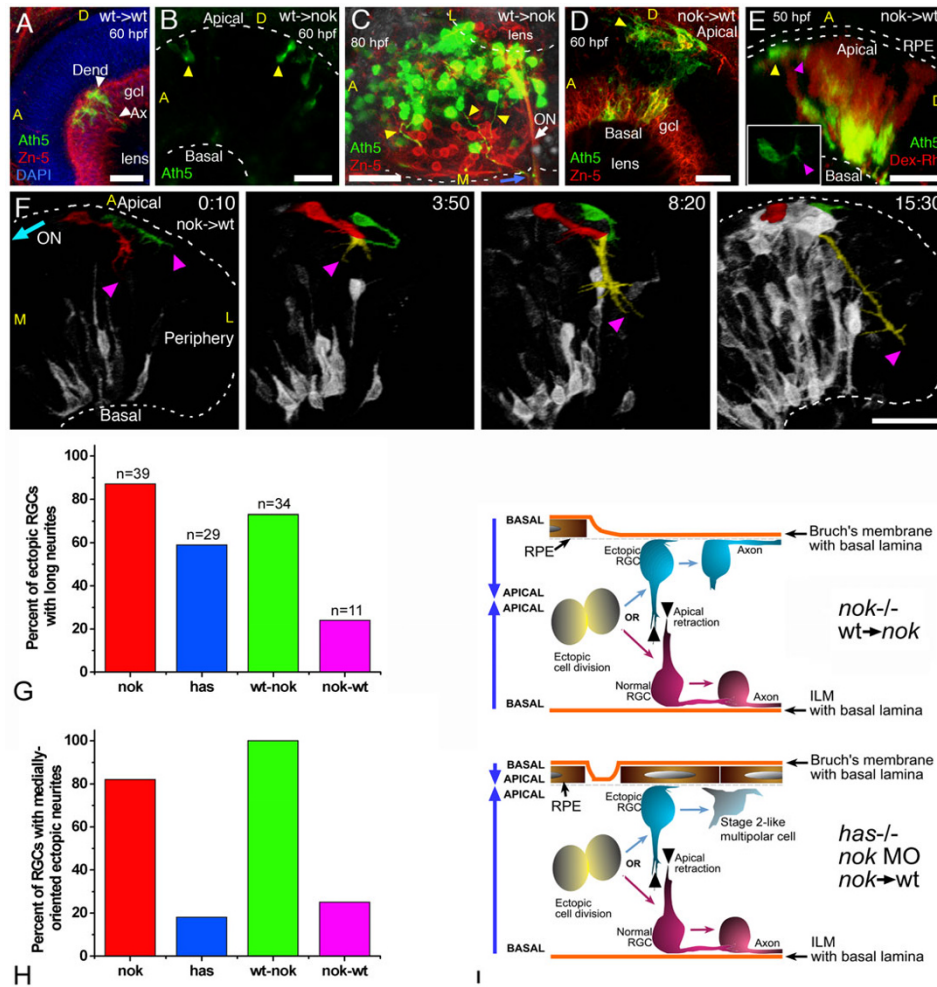 A
wt→wt
60 hpf
Dend
gcl
Ax
A
Ath5
Zn-5
DAPI
lens
B
Apical
D
wt→nok
60 hpf
A
Basal
Ath5
C
wt→nok
80 hpf
L
lens
A
ON
Ath5
Zn-5
M
D
nok->wt
60 hpf
D
Apical
A
Basal
gcl
Ath5
Zn-5
lens
E
50 hpf
A
nok->wt
Apical
RPE
D
Ath5
Dex-Rh
Basal
F
A
Apical
0:10
nok->wt
ON
M
L
Periphery
Basal
3:50
8:20
15:30
Percent of ectopic RGCs
with long neurites
100
80
60
40
20
0
n=39
n=29
n=34
n=11
nok
has
wt-nok
nok-wt
G
Percent of RGCs with medially-
oriented ectopic neurites
100
80
60
40
20
0
nok
has
wt-nok
nok-wt
H
BASAL
Bruch's membrane
with basal lamina
RPE
Ectopic
RGC
Axon
APICAL
APICAL
OR
Apical
retraction
Ectopic
cell division
Normal
RGC
Axon
BASAL
ILM
with basal lamina
nok-/-
wt→nok
BASAL
APICAL
APICAL
Bruch's membrane
with basal lamina
RPE
Ectopic
RGC
Stage 2-like
multipolar cell
OR
Apical
retraction
Ectopic
cell division
Normal
RGC
Axon
BASAL
ILM
with basal lamina
has-/-
nok MO
nok→wt
I